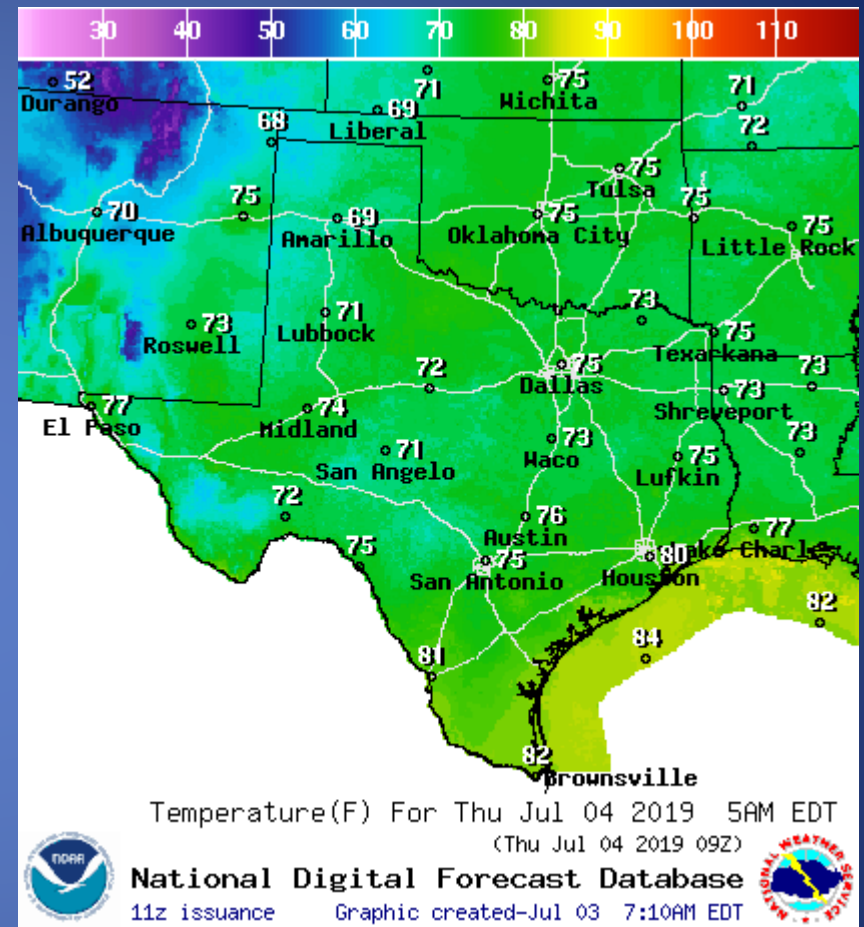 30 40 50 60 70 80 90 100 110
52
Durango
71
75
Wichita
71
69
Liberal
68
72
75
Tulsa
70
Albuquerque
75
69
Amarillo
75
Oklahoma City
75
75
Little Rock
73
Roswell
71
Lubbock
73
75
Texarkana
72
75
Dallas
73
Shreveport
73
77
El Paso
74
Midland
71
San Angelo
73
Waco
75
Lufkin
73
72
76
Austin
77
Lake Charles
75
75
San Antonio
80
Houston
82
84
81
82
Brownsville
Temperature(F) For Thu Jul 04 2019 5AM EDT
(Thu Jul 04 2019 09Z)
National Digital Forecast Database
11z issuance Graphic created-Jul 03 7:10AM EDT
NOAA
NATIONAL WEATHER SERVICE